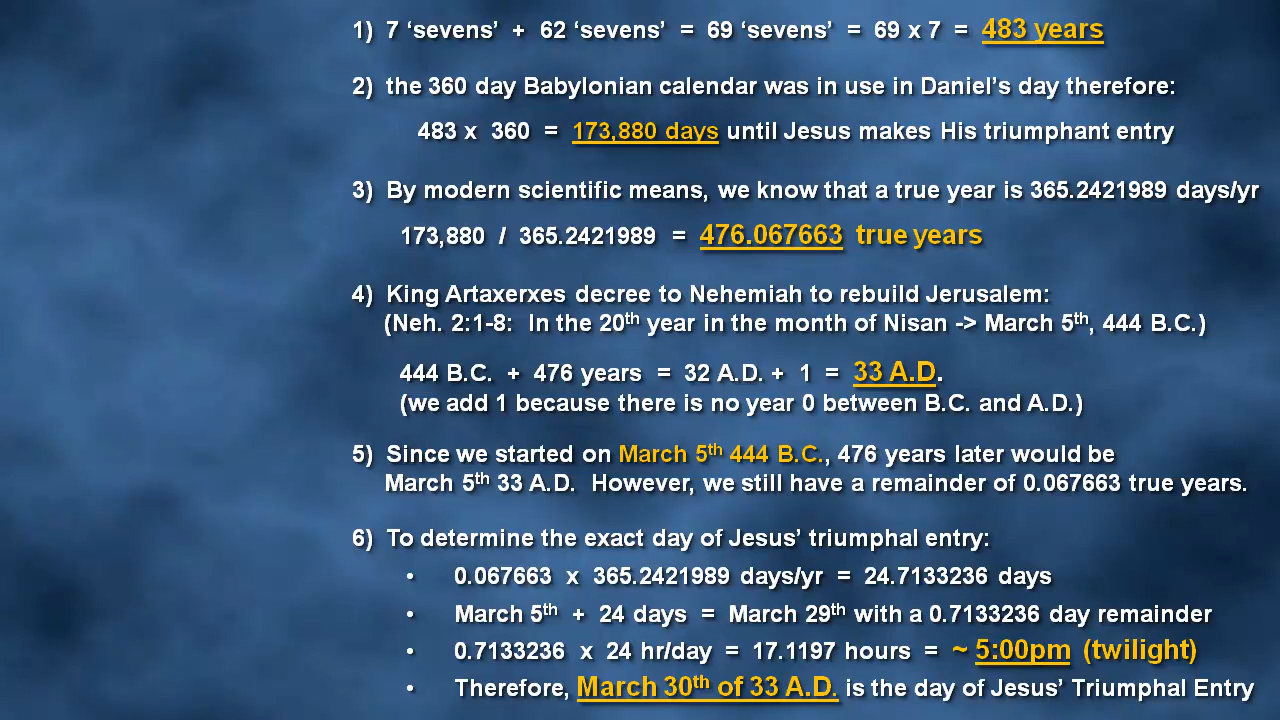 1) 7 ‘sevens’ + 62 ‘sevens’ = 69 ‘sevens’ = 69 x 7 = 483 years
2) the 360 day Babylonian calendar was in use in Daniel’s day therefore:
483 x 360 = 173,880 days until Jesus makes His triumphant entry
3) By modern scientific means, we know that a true year is 365.2421989 days/yr
173,880 / 365.2421989 = 476.067663 true years
4) King Artaxerxes decree to Nehemiah to rebuild Jerusalem:
(Neh. 2:1-8: In the 20th year in the month of Nisan -> March 5th, 444 B.C.)
444 B.C. + 476 years = 32 A.D. + 1 = 33 A.D.
(we add 1 because there is no year 0 between B.C. and A.D.)
5) Since we started on March 5th 444 B.C., 476 years later would be
March 5th 33 A.D. However, we still have a remainder of 0.067663 true years.
6) To determine the exact day of Jesus’ triumphal entry:
• 0.067663 x 365.2421989 days/yr = 24.7133236 days
• March 5th + 24 days = March 29th with a 0.7133236 day remainder
• 0.7133236 x 24 hr/day = 17.1197 hours = ~ 5:00pm (twilight)
• Therefore, March 30th of 33 A.D. is the day of Jesus’ Triumphal Entry